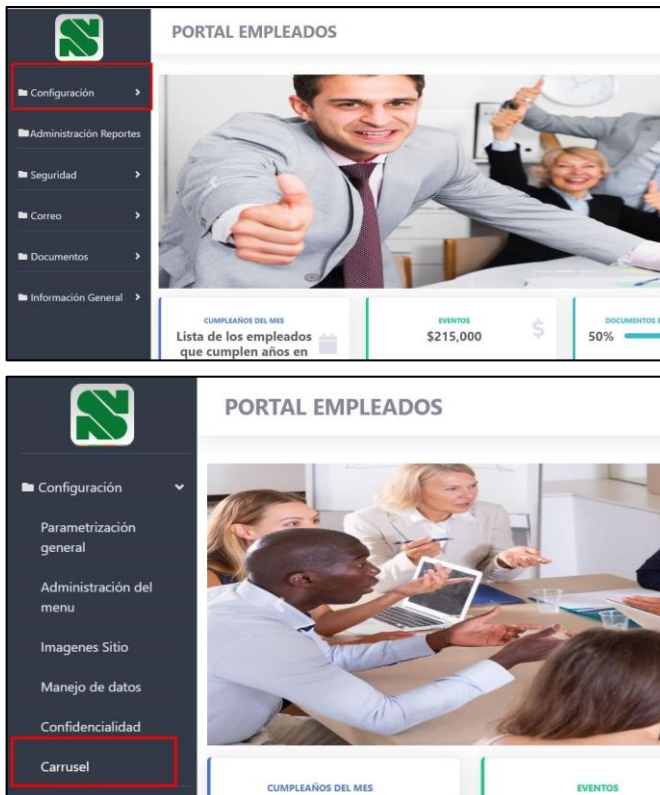 PORTAL EMPLEADOS
Configuración
Administración Reportes
Seguridad
Correo
Documentos
Información General
CUMPLEAÑOS DEL MES
Lista de los empleados
que cumplen años en
EVENTOS
$215,000
$
DOCUMENTOS
50%
PORTAL EMPLEADOS
Configuración
Parametrización
general
Administración del
menu
Imagenes Sitio
Manejo de datos
Confidencialidad
Carrusel
CUMPLEAÑOS DEL MES
EVENTOS